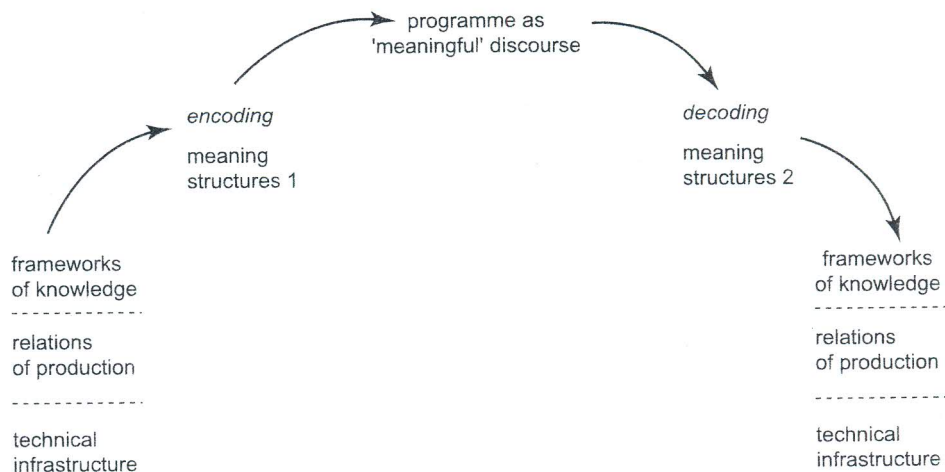 programme as
'meaningful' discourse
encoding
meaning
structures 1
decoding
meaning
structures 2
frameworks
of knowledge
relations
of production
technical
infrastructure
frameworks
of knowledge
relations
of production
technical
infrastructure